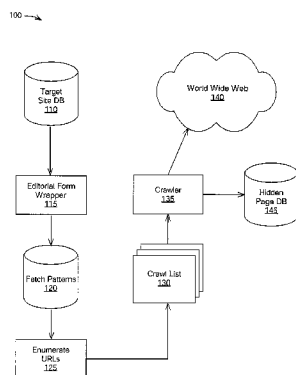 100
Target
Site DB
110
World Wide Web
140
Editorial Form
Wrapper
115
Crawler
135
Hidden
Page DB
145
Fetch Patterns
120
Crawl List
130
Enumerate
URLs
125